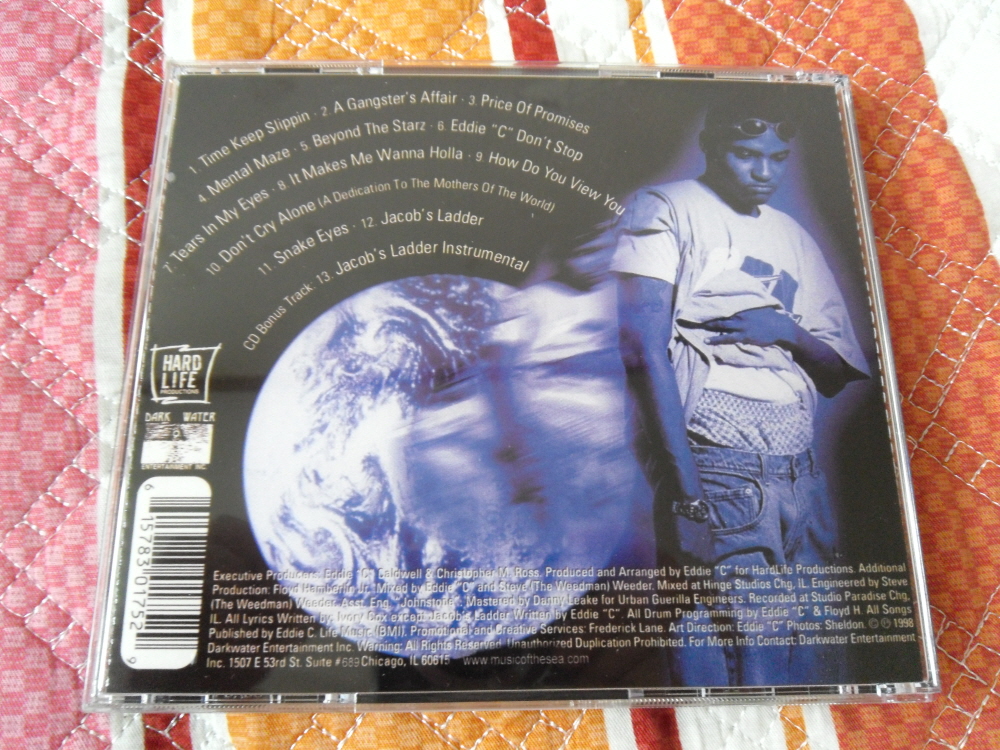 1. Time Keep Slippin · 2. A Gangster's Affair · 3. Price Of Promises
4. Mental Maze · 5. Beyond The Starz · 6. Eddie "C" Don't Stop
7. Tears In My Eyes · 8. It Makes Me Wanna Holla · 9 How Do You View You
10. Don't Cry Alone (A Dedication To The Mothers Of The World)
11. Snake Eyes · 12. Jacob's Ladder
CD Bonus Track: 13. Jacob's Ladder Instrumental
HARD
LIFE
PRODUCTIONS
DARK WATER
ENTERTAINMENT INC.
6 15783 01752 9
Executive Producers: Eddie "C" Caldwell & Christopher M. Ross. Produced and Arranged by Eddie "C" for HardLife Productions. Additional
Production: Floyd Hamberlin Jr. Mixed by Eddie "C" and Steve (The Weedman) Weeder. Mixed at Hinge Studios Chg, IL. Engineered by Steve
(The Weedman) Weeder. Asst. Eng. "Johnstone". Mastered by Danny Leake for Urban Guerilla Engineers. Recorded at Studio Paradise Chg,
IL. All Lyrics Written by Ivory Cox except Jacob's Ladder Written by Eddie "C". All Drum Programming by Eddie "C" & Floyd H. All Songs
Published by Eddie C. Life Music (BMI). Promotional and Creative Services: Frederick Lane. Art Direction: Eddie "C" Photos: Sheldon. © ℗ 1998
Darkwater Entertainment Inc. Warning: All Rights Reserved. Unauthorized Duplication Prohibited. For More Info Contact: Darkwater Entertainment
Inc. 1507 E 53rd St. Suite #689 Chicago, IL 60615 www.musicofthesea.com